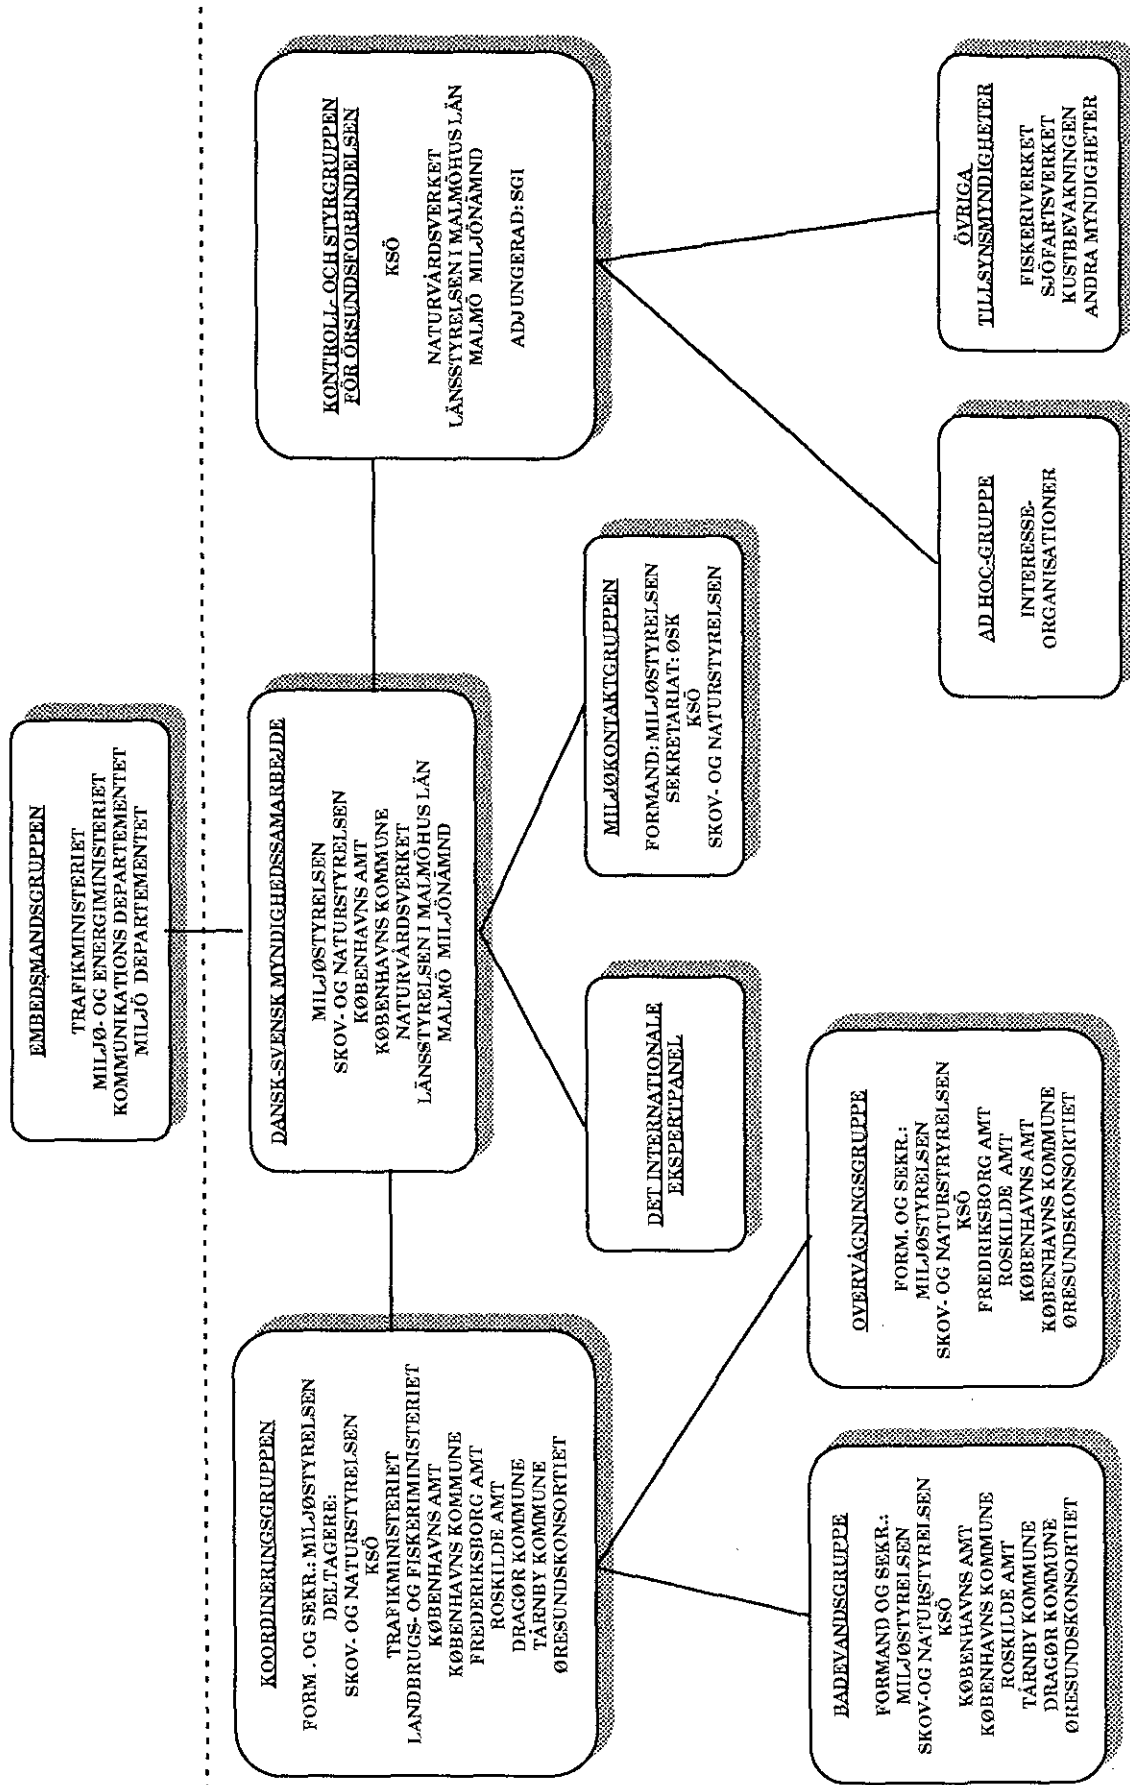 EMBEDSMANDSGRUPPEN
TRAFIKMINISTERIET
MILJØ- OG ENERGIMINISTERIET
KOMMUNIKATIONS DEPARTEMENTET
MILJÖ DEPARTEMENTET
KOORDINERINGSGRUPPEN
FORM . OG SEKR.: MILJØSTYRELSEN
DELTAGERE:
SKOV- OG NATURSTYRELSEN
KSÖ
TRAFIKMINISTERIET
LANDBRUGS- OG FISKERIMINISTERIET
KØBENHAVNS AMT
KØBENHAVNS KOMMUNE
FREDERIKSBORG AMT
ROSKILDE AMT
DRAGØR KOMMUNE
TÅRNBY KOMMUNE
ØRESUNDSKONSORTIET
DANSK-SVENSK MYNDIGHEDSSAMARBEJDE
MILJØSTYRELSEN
SKOV- OG NATURSTYRELSEN
KØBENHAVNS AMT
KØBENHAVNS KOMMUNE
NATURVÅRDSVERKET
LÄNSSTYRELSEN I MALMÖHUS LÄN
MALMÖ MILJÖNÄMND
KONTROLL- OCH STYRGRUPPEN
FÖR ÖRSUNDSFORBINDELSEN
KSÖ
NATURVÅRDSVERKET
LÄNSSTYRELSEN I MALMÖHUS LÄN
MALMÖ MILJÖNÄMND
ADJUNGERAD: SGI
DET INTERNATIONALE
EKSPERTPANEL
MILJØKONTAKTGRUPPEN
FORMAND: MILJØSTYRELSEN
SEKRETARIAT: ØSK
KSÖ
SKOV- OG NATURSTYRELSEN
BADEVANDSGRUPPE
FORMAND OG SEKR.:
MILJØSTYRELSEN
SKOV-OG NATURSTYRELSEN
KSÖ
KØBENHAVNS AMT
KØBENHAVNS KOMMUNE
ROSKILDE AMT
TÅRNBY KOMMUNE
DRAGØR KOMMUNE
ØRESUNDSKONSORTIET
OVERVÅGNINGSGRUPPE
FORM. OG SEKR.:
MILJØSTYRELSEN
SKOV- OG NATURSTRYRELSEN
KSÖ
FREDRIKSBORG AMT
ROSKILDE AMT
KØBENHAVNS AMT
KØBENHAVNS KOMMUNE
ØRESUNDSKONSORTIET
AD HOC-GRUPPE
INTERESSE-
ORGANISATIONER
ÖVRIGA
TILLSYNSMYNDIGHETER
FISKERIVERKET
SJÖFARTSVERKET
KUSTBEVAKNINGEN
ANDRA MYNDIGHETER